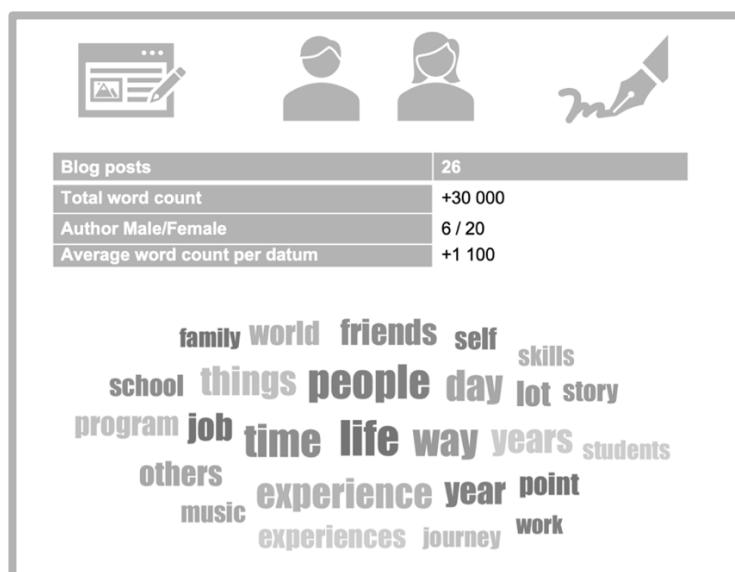 Blog posts 26
Total word count +30 000
Author Male/Female 6 / 20
Average word count per datum +1 100
family world friends self
skills
school things people day lot story
program job time life way years students
others experience year point
music
experiences journey work